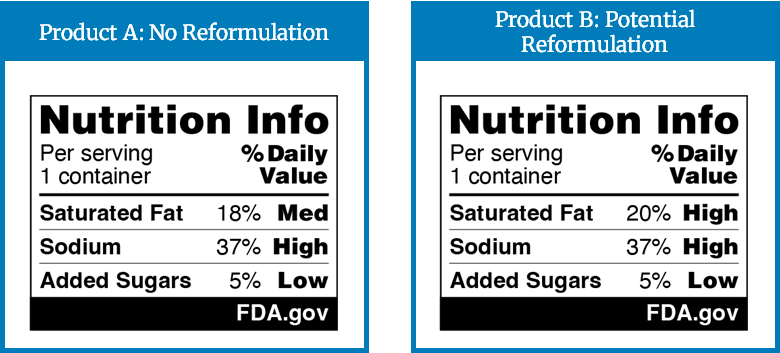 Product A: No Reformulation
Nutrition Info
Per serving
1 container
% Daily
Value
Saturated Fat 18% Med
Sodium 37% High
Added Sugars 5% Low
FDA.gov
Product B: Potential
Reformulation
Nutrition Info
Per serving
1 container
% Daily
Value
Saturated Fat 20% High
Sodium 37% High
Added Sugars 5% Low
FDA.gov